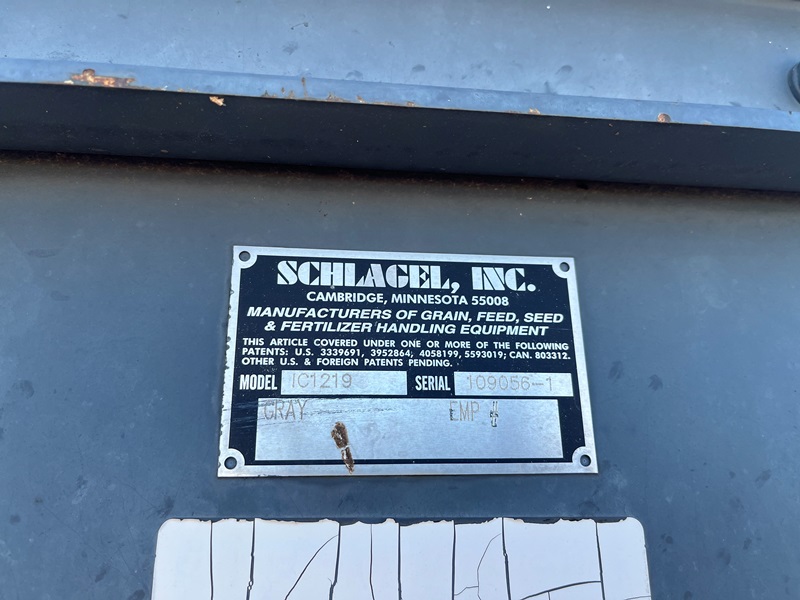 SCHLAGEL, INC.
CAMBRIDGE, MINNESOTA 55008
MANUFACTURERS OF GRAIN, FEED, SEED
& FERTILIZER HANDLING EQUIPMENT
THIS ARTICLE COVERED UNDER ONE OR MORE OF THE FOLLOWING
PATENTS: U.S. 3339691, 3952864, 4058199, 5593019; CAN. 803312.
OTHER U.S. & FOREIGN PATENTS PENDING.
MODEL IC1219 SERIAL 109056-1
GRAY EMP #